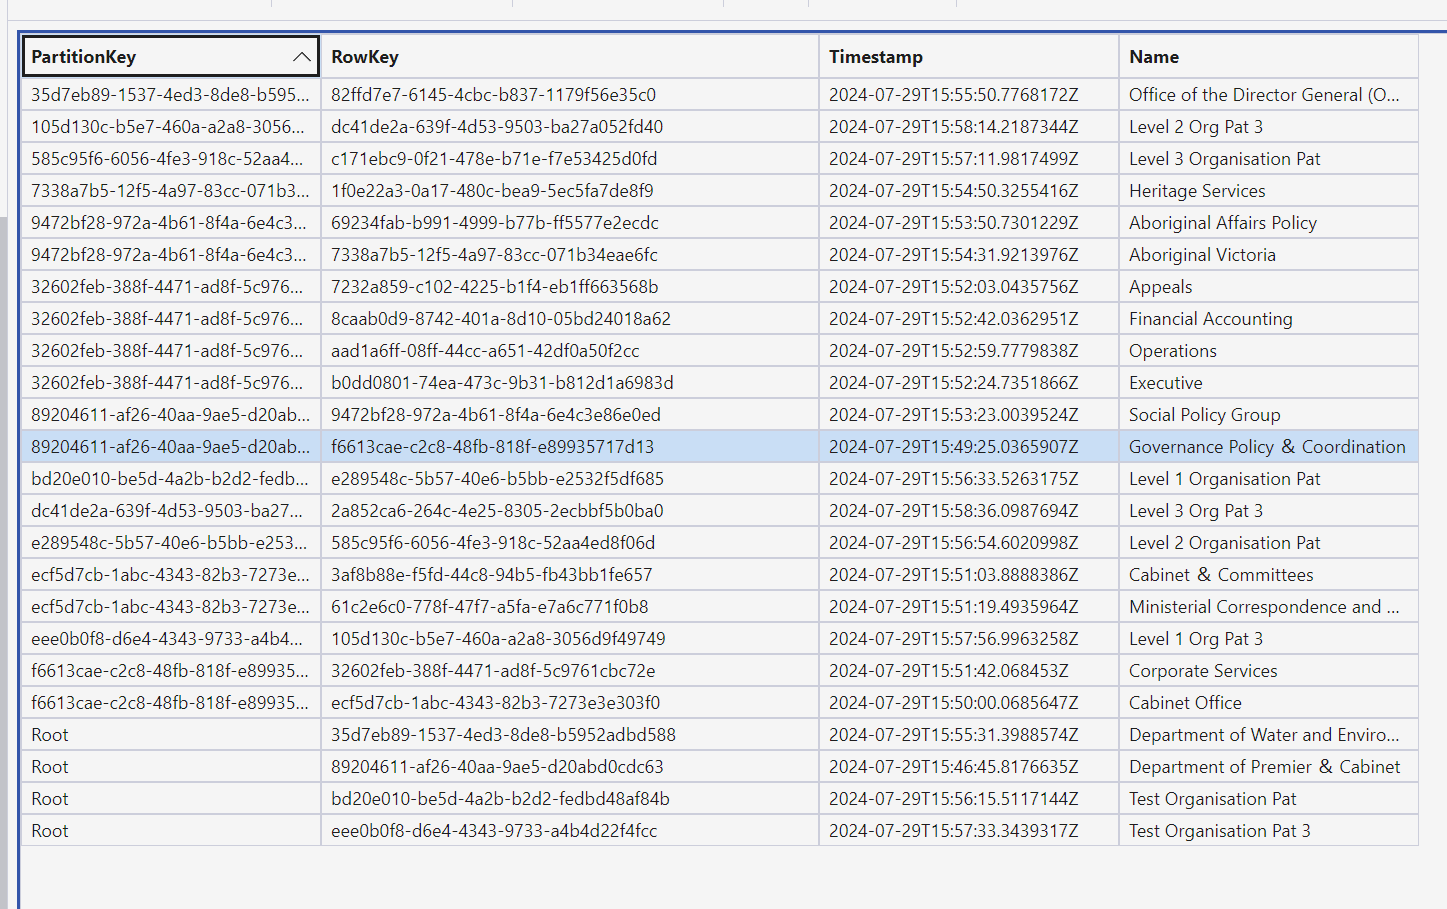 PartitionKey RowKey Timestamp Name
35d7eb89-1537-4ed3-8de8-b595... 82ffd7e7-6145-4cbc-b837-1179f56e35c0 2024-07-29T15:55:50.7768172Z Office of the Director General (O...
105d130c-b5e7-460a-a2a8-3056... dc41de2a-639f-4d53-9503-ba27a052fd40 2024-07-29T15:58:14.2187344Z Level 2 Org Pat 3
585c95f6-6056-4fe3-918c-52aa4... c171ebc9-0f21-478e-b71e-f7e53425d0fd 2024-07-29T15:57:11.9817499Z Level 3 Organisation Pat
7338a7b5-12f5-4a97-83cc-071b3... 1f0e22a3-0a17-480c-bea9-5ec5fa7de8f9 2024-07-29T15:54:50.3255416Z Heritage Services
9472bf28-972a-4b61-8f4a-6e4c3... 69234fab-b991-4999-b77b-ff5577e2ecdc 2024-07-29T15:53:50.7301229Z Aboriginal Affairs Policy
9472bf28-972a-4b61-8f4a-6e4c3... 7338a7b5-12f5-4a97-83cc-071b34eae6fc 2024-07-29T15:54:31.9213976Z Aboriginal Victoria
32602feb-388f-4471-ad8f-5c976... 7232a859-c102-4225-b1f4-eb1ff663568b 2024-07-29T15:52:03.0435756Z Appeals
32602feb-388f-4471-ad8f-5c976... 8caab0d9-8742-401a-8d10-05bd24018a62 2024-07-29T15:52:42.0362951Z Financial Accounting
32602feb-388f-4471-ad8f-5c976... aad1a6ff-08ff-44cc-a651-42df0a50f2cc 2024-07-29T15:52:59.7779838Z Operations
32602feb-388f-4471-ad8f-5c976... b0dd0801-74ea-473c-9b31-b812d1a6983d 2024-07-29T15:52:24.7351866Z Executive
89204611-af26-40aa-9ae5-d20ab... 9472bf28-972a-4b61-8f4a-6e4c3e86e0ed 2024-07-29T15:53:23.0039524Z Social Policy Group
89204611-af26-40aa-9ae5-d20ab... f6613cae-c2c8-48fb-818f-e89935717d13 2024-07-29T15:49:25.0365907Z Governance Policy & Coordination
bd20e010-be5d-4a2b-b2d2-fedb... e289548c-5b57-40e6-b5bb-e2532f5df685 2024-07-29T15:56:33.5263175Z Level 1 Organisation Pat
dc41de2a-639f-4d53-9503-ba27... 2a852ca6-264c-4e25-8305-2ecbbf5b0ba0 2024-07-29T15:58:36.0987694Z Level 3 Org Pat 3
e289548c-5b57-40e6-b5bb-e253... 585c95f6-6056-4fe3-918c-52aa4ed8f06d 2024-07-29T15:56:54.6020998Z Level 2 Organisation Pat
ecf5d7cb-1abc-4343-82b3-7273e... 3af8b88e-f5fd-44c8-94b5-fb43bb1fe657 2024-07-29T15:51:03.8888386Z Cabinet & Committees
ecf5d7cb-1abc-4343-82b3-7273e... 61c2e6c0-778f-47f7-a5fa-e7a6c771f0b8 2024-07-29T15:51:19.4935964Z Ministerial Correspondence and ...
eee0b0f8-d6e4-4343-9733-a4b4... 105d130c-b5e7-460a-a2a8-3056d9f49749 2024-07-29T15:57:56.9963258Z Level 1 Org Pat 3
f6613cae-c2c8-48fb-818f-e89935... 32602feb-388f-4471-ad8f-5c9761cbc72e 2024-07-29T15:51:42.068453Z Corporate Services
f6613cae-c2c8-48fb-818f-e89935... ecf5d7cb-1abc-4343-82b3-7273e3e303f0 2024-07-29T15:50:00.0685647Z Cabinet Office
Root 35d7eb89-1537-4ed3-8de8-b5952adbd588 2024-07-29T15:55:31.3988574Z Department of Water and Enviro...
Root 89204611-af26-40aa-9ae5-d20abd0cdc63 2024-07-29T15:46:45.8176635Z Department of Premier & Cabinet
Root bd20e010-be5d-4a2b-b2d2-fedbd48af84b 2024-07-29T15:56:15.5117144Z Test Organisation Pat
Root eee0b0f8-d6e4-4343-9733-a4b4d22f4fcc 2024-07-29T15:57:33.3439317Z Test Organisation Pat 3